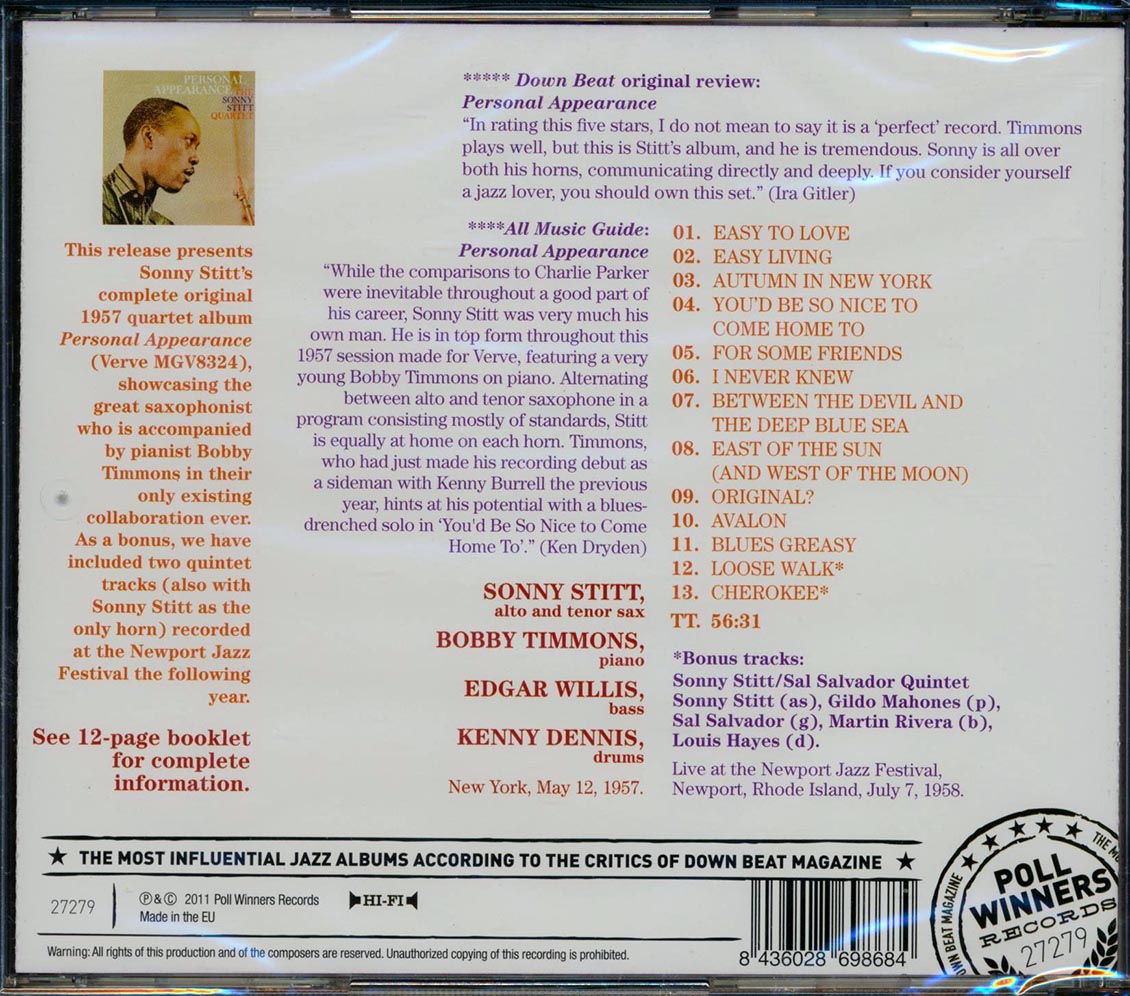 PERSONAL
APPEARANCE THE
SONNY
STITT
QUARTET
This release presents
Sonny Stitt’s
complete original
1957 quartet album
Personal Appearance
(Verve MGV8324),
showcasing the
great saxophonist
who is accompanied
by pianist Bobby
Timmons in their
only existing
collaboration ever.
As a bonus, we have
included two quintet
tracks (also with
Sonny Stitt as the
only horn) recorded
at the Newport Jazz
Festival the following
year.
See 12-page booklet
for complete
information.
***** Down Beat original review:
Personal Appearance
“In rating this five stars, I do not mean to say it is a ‘perfect’ record. Timmons
plays well, but this is Stitt’s album, and he is tremendous. Sonny is all over
both his horns, communicating directly and deeply. If you consider yourself
a jazz lover, you should own this set.” (Ira Gitler)
****All Music Guide:
Personal Appearance
“While the comparisons to Charlie Parker
were inevitable throughout a good part of
his career, Sonny Stitt was very much his
own man. He is in top form throughout this
1957 session made for Verve, featuring a very
young Bobby Timmons on piano. Alternating
between alto and tenor saxophone in a
program consisting mostly of standards, Stitt
is equally at home on each horn. Timmons,
who had just made his recording debut as
a sideman with Kenny Burrell the previous
year, hints at his potential with a blues-
drenched solo in ‘You'd Be So Nice to Come
Home To’.” (Ken Dryden)
SONNY STITT,
alto and tenor sax
BOBBY TIMMONS,
piano
EDGAR WILLIS,
bass
KENNY DENNIS,
drums
New York, May 12, 1957.
01. EASY TO LOVE
02. EASY LIVING
03. AUTUMN IN NEW YORK
04. YOU’D BE SO NICE TO
COME HOME TO
05. FOR SOME FRIENDS
06. I NEVER KNEW
07. BETWEEN THE DEVIL AND
THE DEEP BLUE SEA
08. EAST OF THE SUN
(AND WEST OF THE MOON)
09. ORIGINAL?
10. AVALON
11. BLUES GREASY
12. LOOSE WALK*
13. CHEROKEE*
TT. 56:31
*Bonus tracks:
Sonny Stitt/Sal Salvador Quintet
Sonny Stitt (as), Gildo Mahones (p),
Sal Salvador (g), Martin Rivera (b),
Louis Hayes (d).
Live at the Newport Jazz Festival,
Newport, Rhode Island, July 7, 1958.
★ THE MOST INFLUENTIAL JAZZ ALBUMS ACCORDING TO THE CRITICS OF DOWN BEAT MAGAZINE ★
27279
℗&© 2011 Poll Winners Records
Made in the EU
HI-FI
Warning: All rights of this production and of the composers are reserved. Unauthorized copying of this recording is prohibited.
8 436028 698684
THE MO
OWN BEAT MAGAZINE
POLL
WINNERS
RECORDS
27279